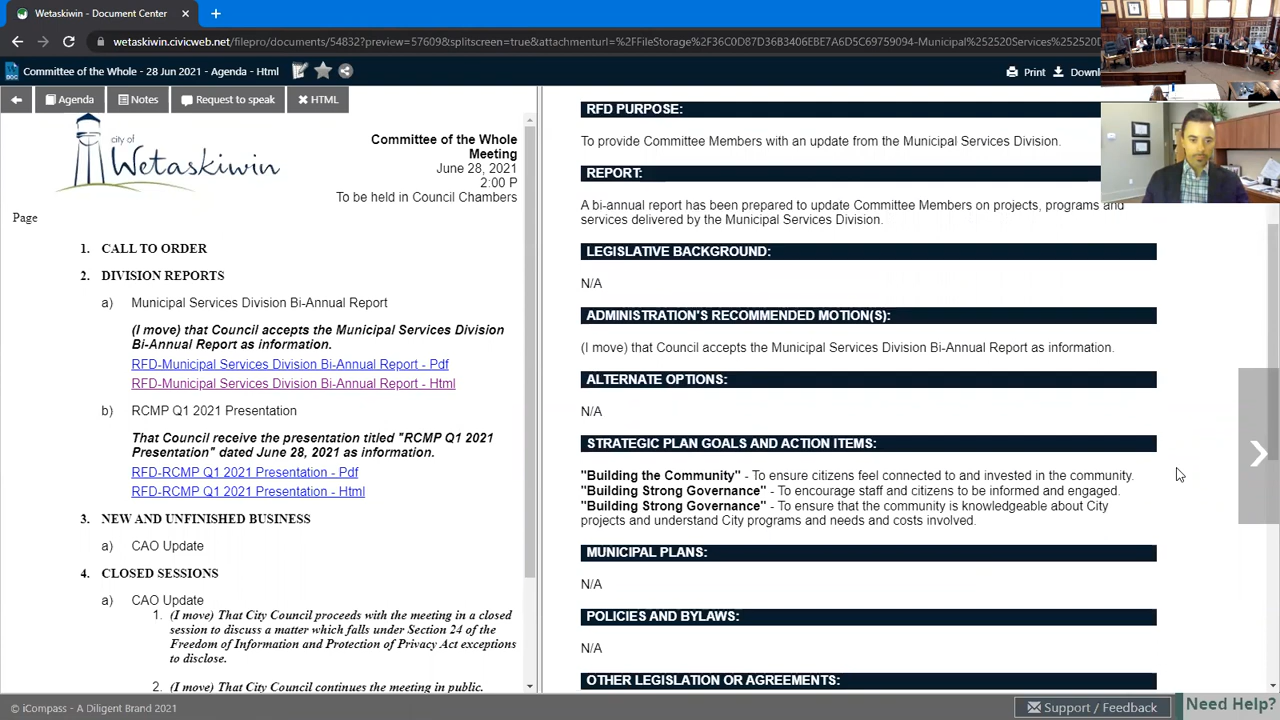 Wetaskiwin - Document Center
wetaskiwin.civicweb.net/filepro/documents/54832?preview=57609&splitscreen=true&attachmenturl=%2FFileStorage%2F36C0D87D36B3406EBE7A6D5C69759094-Municipal%252520Services%252520D
Committee of the Whole - 28 Jun 2021 - Agenda - Html
Print
Downl
Agenda
Notes
Request to speak
HTML
city of
Wetaskiwin
Committee of the Whole
Meeting
June 28, 2021
2:00 P
To be held in Council Chambers
Page
1. CALL TO ORDER
2. DIVISION REPORTS
a) Municipal Services Division Bi-Annual Report
(I move) that Council accepts the Municipal Services Division
Bi-Annual Report as information.
RFD-Municipal Services Division Bi-Annual Report - Pdf
RFD-Municipal Services Division Bi-Annual Report - Html
b) RCMP Q1 2021 Presentation
That Council receive the presentation titled "RCMP Q1 2021
Presentation" dated June 28, 2021 as information.
RFD-RCMP Q1 2021 Presentation - Pdf
RFD-RCMP Q1 2021 Presentation - Html
3. NEW AND UNFINISHED BUSINESS
a) CAO Update
4. CLOSED SESSIONS
a) CAO Update
1. (I move) That City Council proceeds with the meeting in a closed
session to discuss a matter which falls under Section 24 of the
Freedom of Information and Protection of Privacy Act exceptions
to disclose.
2. (I move) That City Council continues the meeting in public.
RFD PURPOSE:
To provide Committee Members with an update from the Municipal Services Division.
REPORT:
A bi-annual report has been prepared to update Committee Members on projects, programs and
services delivered by the Municipal Services Division.
LEGISLATIVE BACKGROUND:
N/A
ADMINISTRATION'S RECOMMENDED MOTION(S):
(I move) that Council accepts the Municipal Services Division Bi-Annual Report as information.
ALTERNATE OPTIONS:
N/A
STRATEGIC PLAN GOALS AND ACTION ITEMS:
"Building the Community" - To ensure citizens feel connected to and invested in the community.
"Building Strong Governance" - To encourage staff and citizens to be informed and engaged.
"Building Strong Governance" - To ensure that the community is knowledgeable about City
projects and understand City programs and needs and costs involved.
MUNICIPAL PLANS:
N/A
POLICIES AND BYLAWS:
N/A
OTHER LEGISLATION OR AGREEMENTS:
© iCompass - A Diligent Brand 2021
Support / Feedback
Need Help?